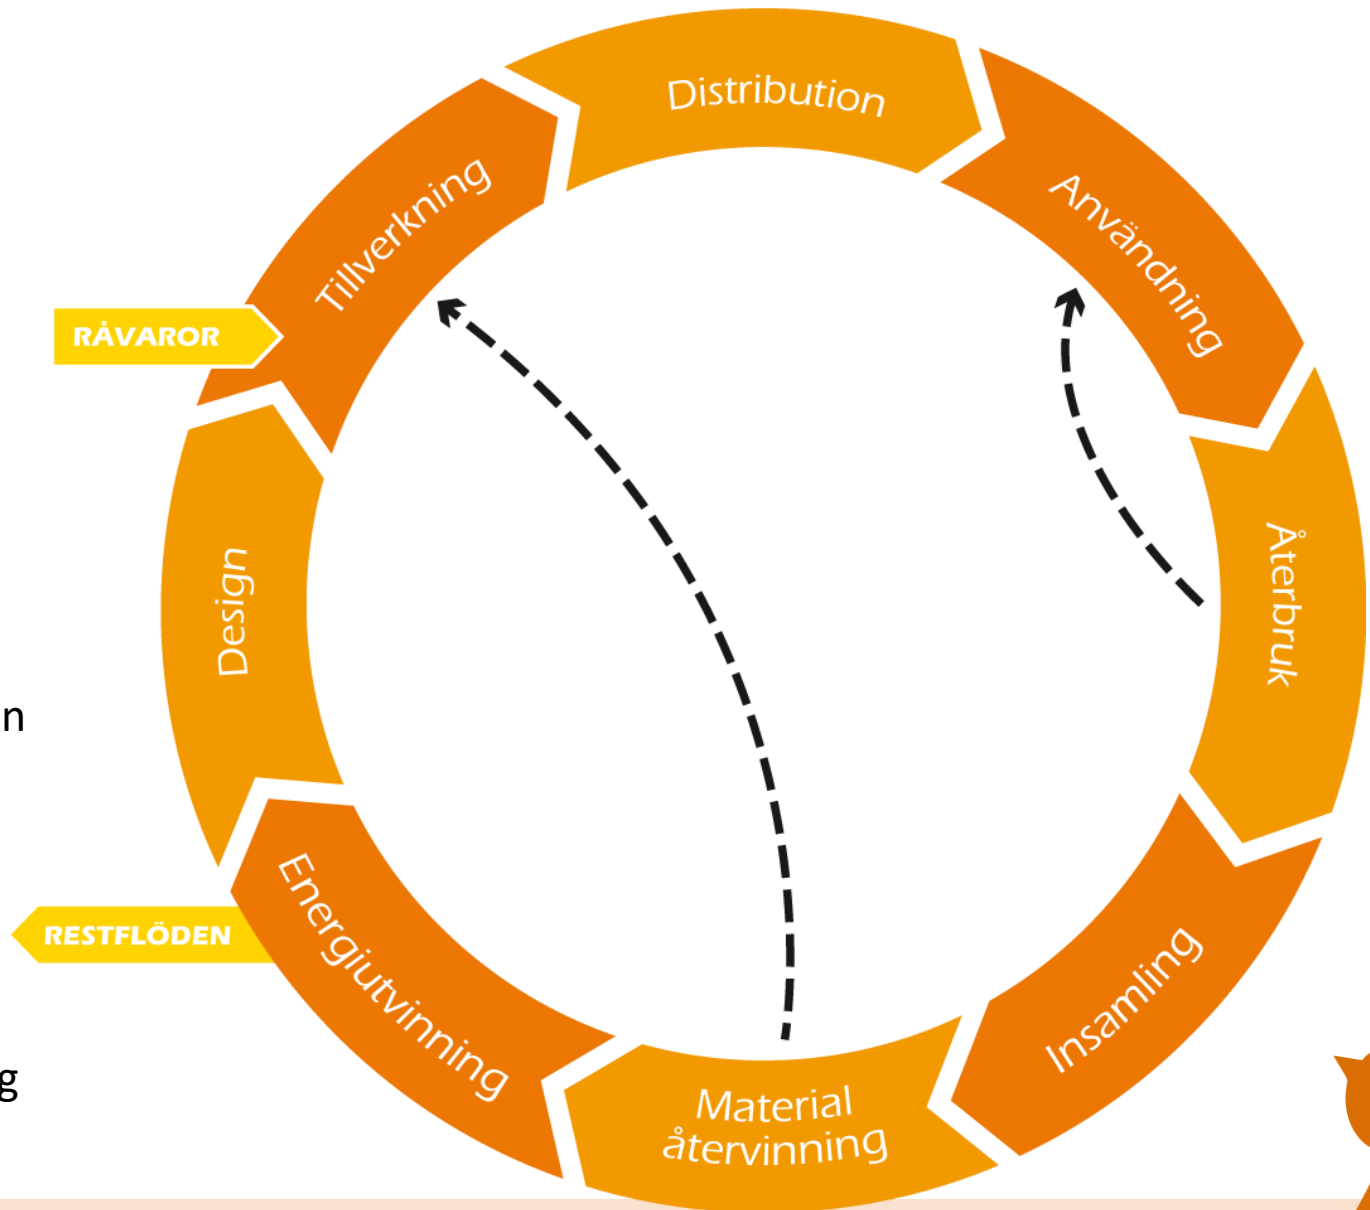 Distribution
Användning
Tillverkning
RÅVAROR
Återbruk
Design
n
Energiutvinning
RESTFLÖDEN
Insamling
g
Material
återvinning